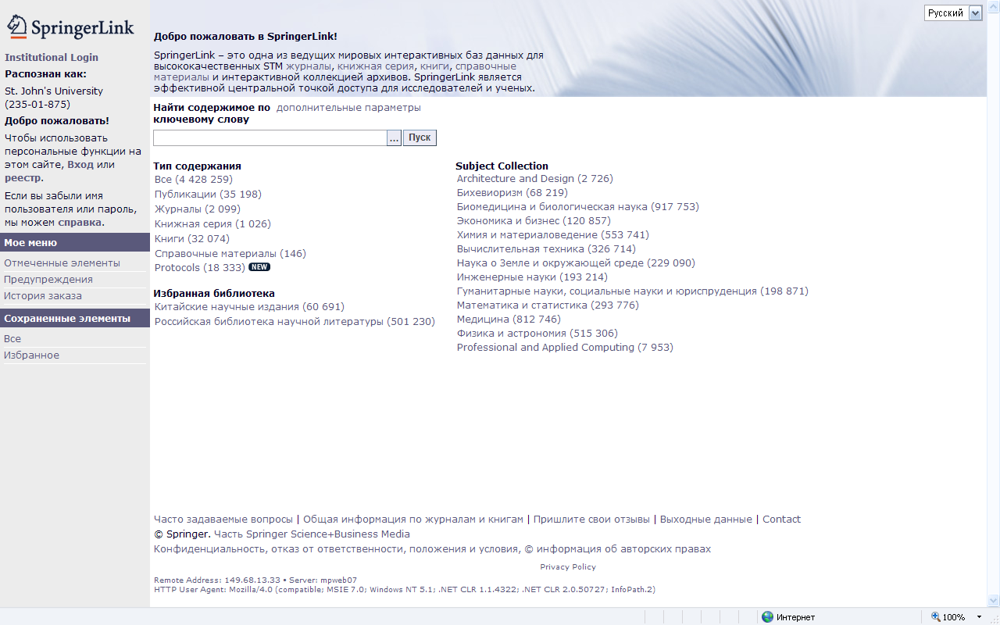 SpringerLink
Institutional Login
Распознан как:
St. John's University
(235-01-875)
Добро пожаловать!
Чтобы использовать
персональные функции на
этом сайте, Вход или
реестр.
Если вы забыли имя
пользователя или пароль,
мы можем справка.
Мое меню
Отмеченные элементы
Предупреждения
История заказа
Сохраненные элементы
Все
Избранное
Русский
Добро пожаловать в SpringerLink!
SpringerLink – это одна из ведущих мировых интерактивных баз данных для
высококачественных STM журналы, книжная серия, книги, справочные
материалы и интерактивной коллекцией архивов. SpringerLink является
эффективной центральной точкой доступа для исследователей и ученых.
Найти содержимое по дополнительные параметры
ключевому слову
... Пуск
Тип содержания
Все (4 428 259)
Публикации (35 198)
Журналы (2 099)
Книжная серия (1 026)
Книги (32 074)
Справочные материалы (146)
Protocols (18 333) NEW
Избранная библиотека
Китайские научные издания (60 691)
Российская библиотека научной литературы (501 230)
Subject Collection
Architecture and Design (2 726)
Бихевиоризм (68 219)
Биомедицина и биологическая наука (917 753)
Экономика и бизнес (120 857)
Химия и материаловедение (553 741)
Вычислительная техника (326 714)
Наука о Земле и окружающей среде (229 090)
Инженерные науки (193 214)
Гуманитарные науки, социальные науки и юриспруденция (198 871)
Математика и статистика (293 776)
Медицина (812 746)
Физика и астрономия (515 306)
Professional and Applied Computing (7 953)
Часто задаваемые вопросы | Общая информация по журналам и книгам | Пришлите свои отзывы | Выходные данные | Contact
© Springer. Часть Springer Science+Business Media
Конфиденциальность, отказ от ответственности, положения и условия, © информация об авторских правах
Privacy Policy
Remote Address: 149.68.13.33 • Server: mpweb07
HTTP User Agent: Mozilla/4.0 (compatible; MSIE 7.0; Windows NT 5.1; .NET CLR 1.1.4322; .NET CLR 2.0.50727; InfoPath.2)
Интернет
100%